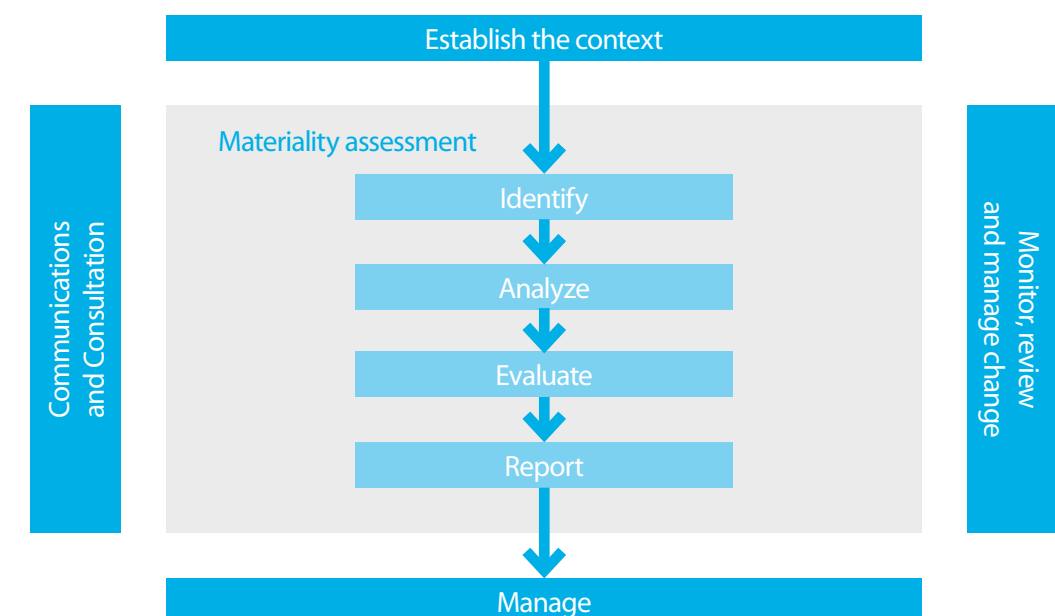 Establish the context
Communications
and Consultation
Materiality assessment
Identify
Analyze
Evaluate
Report
Monitor, review
and manage change
Manage